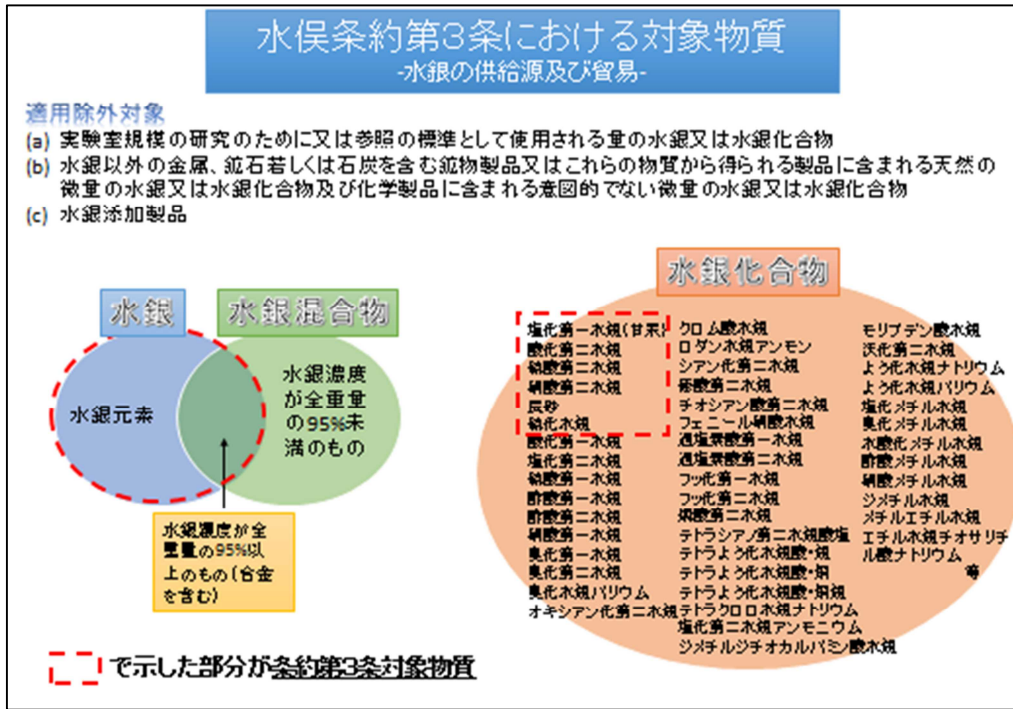 水俣条約第3条における対象物質
-水銀の供給源及び貿易-
適用除外対象
(a) 実験室規模の研究のために又は参照の標準として使用される量の水銀又は水銀化合物
(b) 水銀以外の金属、鉱石若しくは石炭を含む鉱物製品又はこれらの物質から得られる製品に含まれる天然の
微量の水銀又は水銀化合物及び化学製品に含まれる意図的でない微量の水銀又は水銀化合物
(c) 水銀添加製品
水銀
水銀混合物
水銀元素
水銀濃度
が全重量
の95%未
満のもの
水銀濃度が全
重量の95%以
上のもの(合金
を含む)
水銀化合物
塩化第一水銀(甘汞)
酸化第二水銀
硫酸第二水銀
硝酸第二水銀
辰砂
硫化水銀
酸化第一水銀
塩化第二水銀
硫酸第一水銀
酢酸第一水銀
酢酸第二水銀
硝酸第一水銀
臭化第一水銀
臭化第二水銀
臭化水銀バリウム
オキシアン化第二水銀
クロム酸水銀
ロダン水銀アンモン
シアン化第二水銀
チオシアン酸第二水銀
フェニール硝酸水銀
過塩素酸第一水銀
過塩素酸第二水銀
フッ化第一水銀
フッ化第二水銀
テトラシアノ第二水銀酸塩
テトラよう化水銀酸・
テトラよう化水銀酸・
テトラよう化水銀酸・
テトラクロロ水銀ナトリウム
塩化第二水銀アンモニウム
ジメチルジチオカルバミン酸水銀
モリブデン酸水銀
沃化第二水銀
よう化水銀ナトリウム
よう化水銀バリウム
塩化メチル水銀
臭化メチル水銀
水酸化メチル水銀
酢酸メチル水銀
硝酸メチル水銀
ジメチル水銀
メチルエチル水銀
エチル水銀チオサリチ
ル酸ナトリウム
等
で示した部分が条約第3条対象物質